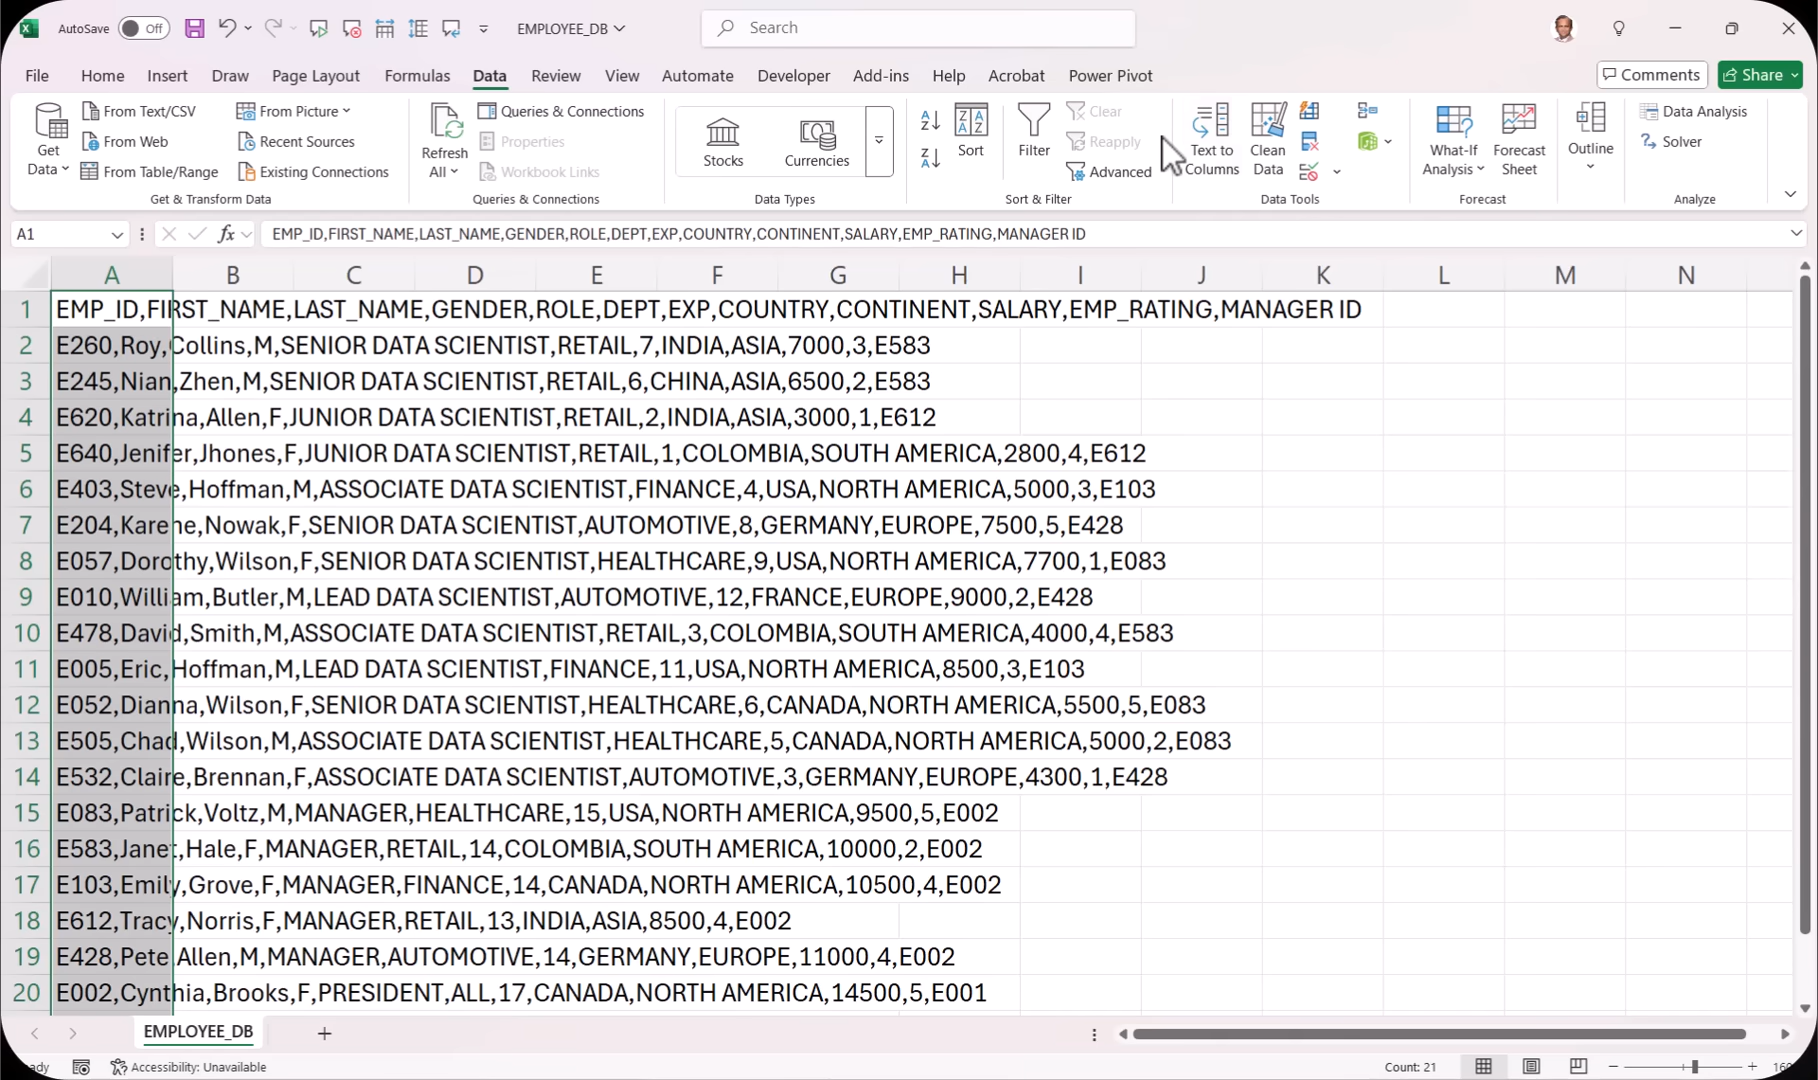 AutoSave Off EMPLOYEE_DB Search
File Home Insert Draw Page Layout Formulas Data Review View Automate Developer Add-ins Help Acrobat Power Pivot Comments Share
Get Data
From Text/CSV
From Web
From Table/Range
From Picture
Recent Sources
Existing Connections
Get & Transform Data
Refresh All
Queries & Connections
Properties
Workbook Links
Queries & Connections
Stocks Currencies
Data Types
Sort
Filter
Clear
Reapply
Advanced
Sort & Filter
Text to Columns
Clean Data
Data Tools
What-If Analysis
Forecast Sheet
Forecast
Outline
Data Analysis
Solver
Analyze
A1 fx EMP_ID,FIRST_NAME,LAST_NAME,GENDER,ROLE,DEPT,EXP,COUNTRY,CONTINENT,SALARY,EMP_RATING,MANAGER ID
A B C D E F G H I J K L M N
1 EMP_ID,FIRST_NAME,LAST_NAME,GENDER,ROLE,DEPT,EXP,COUNTRY,CONTINENT,SALARY,EMP_RATING,MANAGER ID
2 E260,Roy,Collins,M,SENIOR DATA SCIENTIST,RETAIL,7,INDIA,ASIA,7000,3,E583
3 E245,Nian,Zhen,M,SENIOR DATA SCIENTIST,RETAIL,6,CHINA,ASIA,6500,2,E583
4 E620,Katrina,Allen,F,JUNIOR DATA SCIENTIST,RETAIL,2,INDIA,ASIA,3000,1,E612
5 E640,Jenifer,Jhones,F,JUNIOR DATA SCIENTIST,RETAIL,1,COLOMBIA,SOUTH AMERICA,2800,4,E612
6 E403,Steve,Hoffman,M,ASSOCIATE DATA SCIENTIST,FINANCE,4,USA,NORTH AMERICA,5000,3,E103
7 E204,Karene,Nowak,F,SENIOR DATA SCIENTIST,AUTOMOTIVE,8,GERMANY,EUROPE,7500,5,E428
8 E057,Dorothy,Wilson,F,SENIOR DATA SCIENTIST,HEALTHCARE,9,USA,NORTH AMERICA,7700,1,E083
9 E010,William,Butler,M,LEAD DATA SCIENTIST,AUTOMOTIVE,12,FRANCE,EUROPE,9000,2,E428
10 E478,David,Smith,M,ASSOCIATE DATA SCIENTIST,RETAIL,3,COLOMBIA,SOUTH AMERICA,4000,4,E583
11 E005,Eric,Hoffman,M,LEAD DATA SCIENTIST,FINANCE,11,USA,NORTH AMERICA,8500,3,E103
12 E052,Dianna,Wilson,F,SENIOR DATA SCIENTIST,HEALTHCARE,6,CANADA,NORTH AMERICA,5500,5,E083
13 E505,Chad,Wilson,M,ASSOCIATE DATA SCIENTIST,HEALTHCARE,5,CANADA,NORTH AMERICA,5000,2,E083
14 E532,Claire,Brennan,F,ASSOCIATE DATA SCIENTIST,AUTOMOTIVE,3,GERMANY,EUROPE,4300,1,E428
15 E083,Patrick,Voltz,M,MANAGER,HEALTHCARE,15,USA,NORTH AMERICA,9500,5,E002
16 E583,Janet,Hale,F,MANAGER,RETAIL,14,COLOMBIA,SOUTH AMERICA,10000,2,E002
17 E103,Emily,Grove,F,MANAGER,FINANCE,14,CANADA,NORTH AMERICA,10500,4,E002
18 E612,Tracy,Norris,F,MANAGER,RETAIL,13,INDIA,ASIA,8500,4,E002
19 E428,Pete,Allen,M,MANAGER,AUTOMOTIVE,14,GERMANY,EUROPE,11000,4,E002
20 E002,Cynthia,Brooks,F,PRESIDENT,ALL,17,CANADA,NORTH AMERICA,14500,5,E001
EMPLOYEE_DB
Accessibility: Unavailable Count: 21